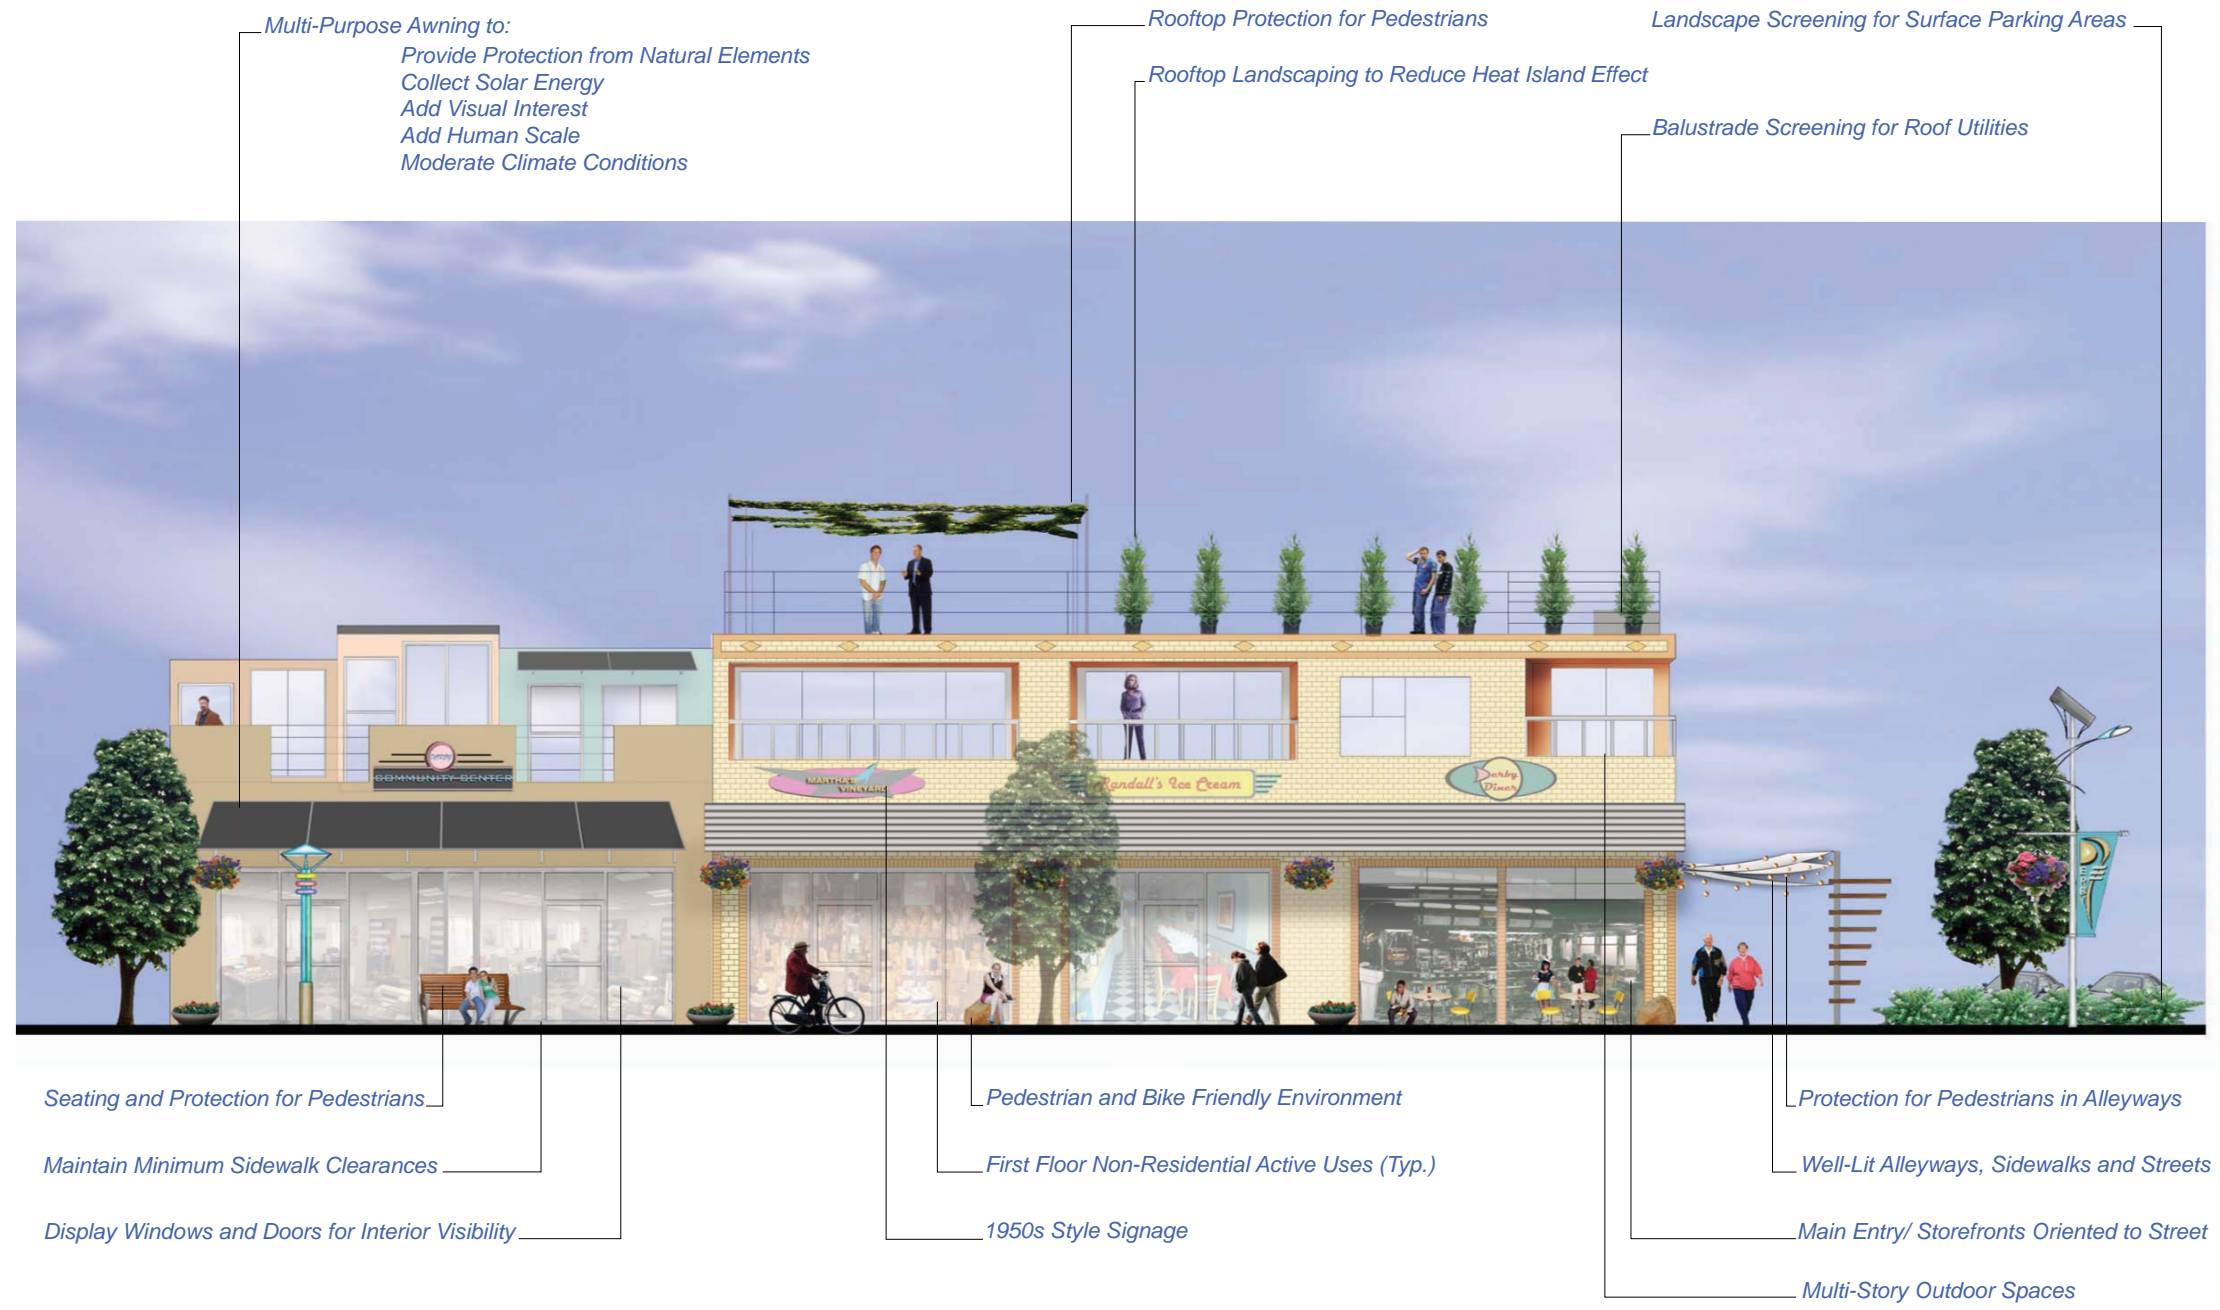 Multi-Purpose Awning to:
Provide Protection from Natural Elements
Collect Solar Energy
Add Visual Interest
Add Human Scale
Moderate Climate Conditions
Rooftop Protection for Pedestrians
Rooftop Landscaping to Reduce Heat Island Effect
Landscape Screening for Surface Parking Areas
Balustrade Screening for Roof Utilities
COMMUNITY CENTER
MARTHA'S
VINEYARD
Randall's Ice Cream
Derby
Diner
DERBY
Seating and Protection for Pedestrians
Maintain Minimum Sidewalk Clearances
Display Windows and Doors for Interior Visibility
Pedestrian and Bike Friendly Environment
First Floor Non-Residential Active Uses (Typ.)
1950s Style Signage
Protection for Pedestrians in Alleyways
Well-Lit Alleyways, Sidewalks and Streets
Main Entry/ Storefronts Oriented to Street
Multi-Story Outdoor Spaces